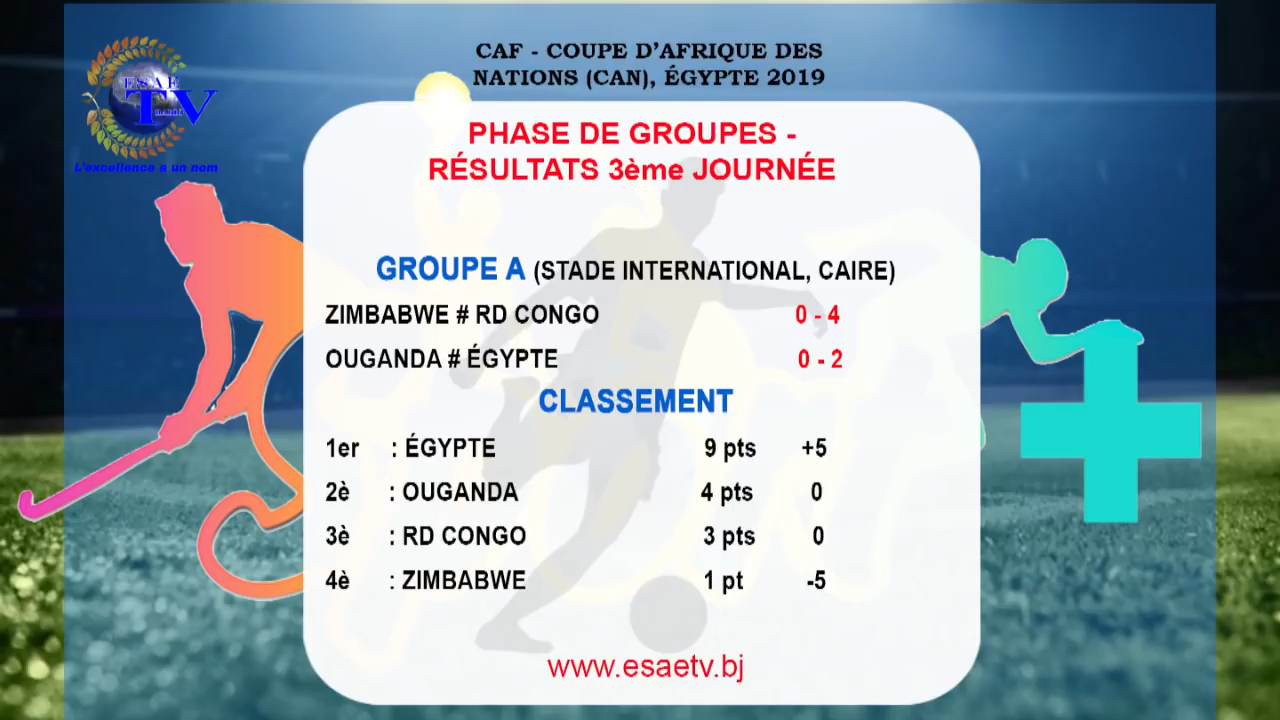 CAF - COUPE D’AFRIQUE DES
NATIONS (CAN), ÉGYPTE 2019
ESAE
TV
L'excellence a un nom
PHASE DE GROUPES -
RÉSULTATS 3ème JOURNÉE
GROUPE A (STADE INTERNATIONAL, CAIRE)
ZIMBABWE # RD CONGO 0 - 4
OUGANDA # ÉGYPTE 0 - 2
CLASSEMENT
1er : ÉGYPTE 9 pts +5
2è : OUGANDA 4 pts 0
3è : RD CONGO 3 pts 0
4è : ZIMBABWE 1 pt -5
www.esaetv.bj